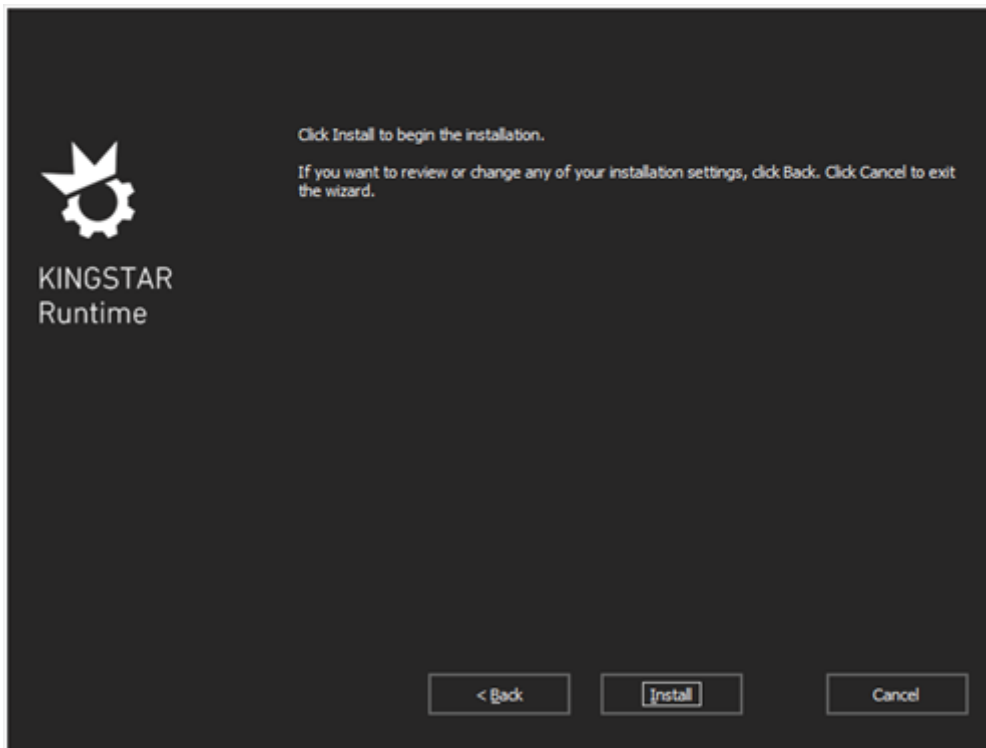 Click Install to begin the installation.
If you want to review or change any of your installation settings, click Back. Click Cancel to exit
the wizard.
KINGSTAR
Runtime
< Back
Install
Cancel